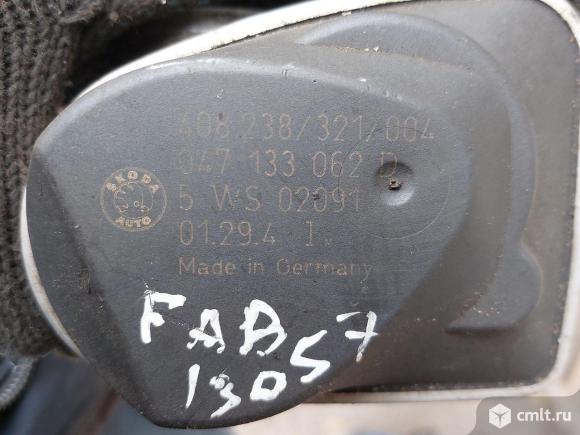 408.238/321/004
047 133 062 D
ŠKODA
AUTO
5 WS 02091
01.29.4 I
Made in Germany
FAB57
1305
cmlt.ru